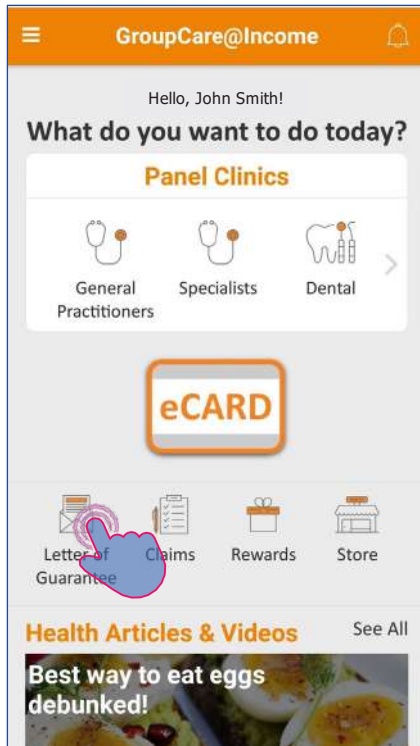 GroupCare@Income
Hello, John Smith!
What do you want to do today?
Panel Clinics
General
Practitioners
Specialists
Dental
eCARD
Letter of
Guarantee
Claims
Rewards
Store
Health Articles & Videos
See All
Best way to eat eggs
debunked!